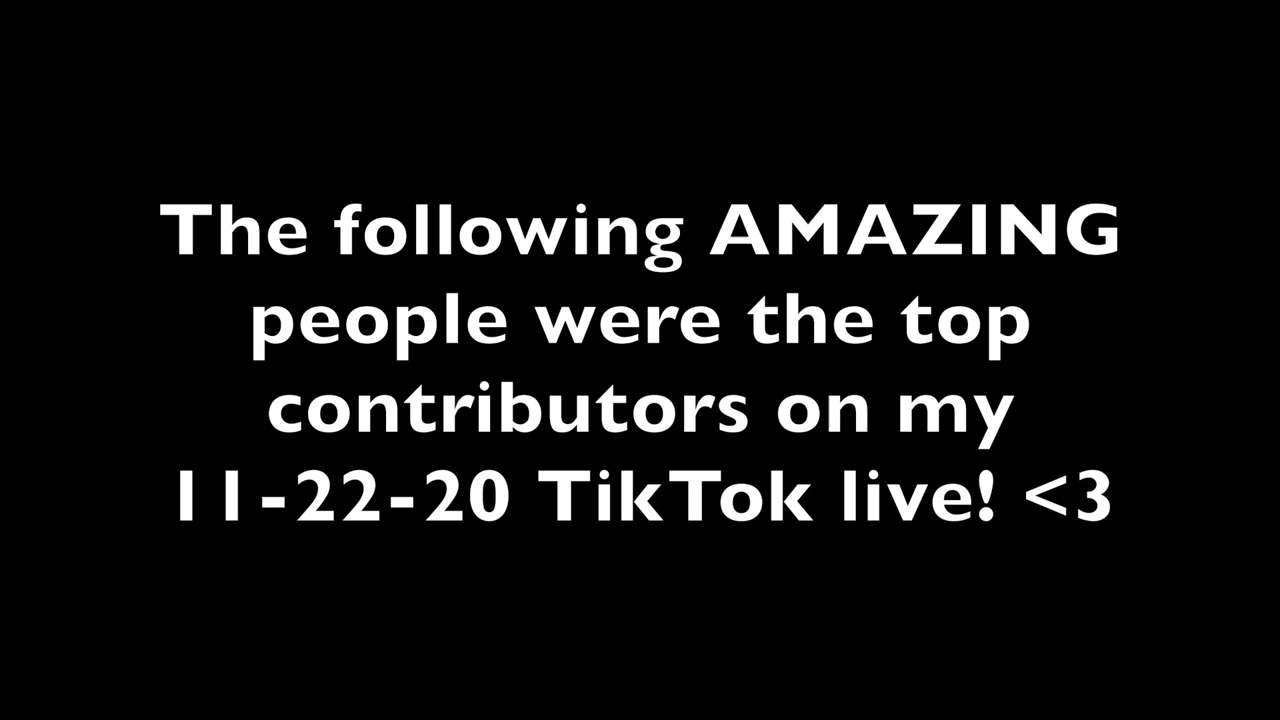 The following AMAZING
people were the top
contributors on my
11-22-20 TikTok live! <3